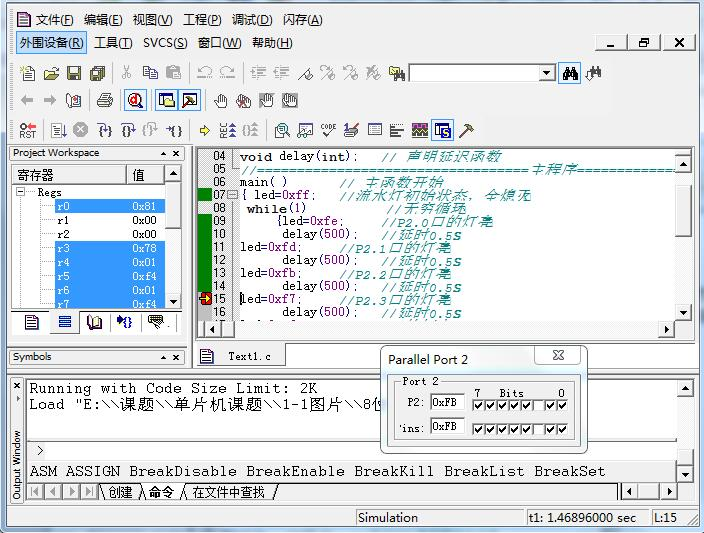 文件(F) 编辑(E) 视图(V) 工程(P) 调试(D) 闪存(A)
外围设备(R) 工具(T) SVCS(S) 窗口(W) 帮助(H)
RST
CODE
Project Workspace
寄存器 值
Regs
r0 0x81
r1 0x00
r2 0x00
r3 0x78
r4 0x01
r5 0xf4
r6 0x01
r7 0xf4
04 void delay(int); // 声明延迟函数
05 //===================================主程序=============
06 main( ) // 主函数开始
07 { led=0xff; //流水灯初始状态，全熄灭
08 while(1) //无穷循环
09 {led=0xfe; //P2.0口的灯亮
10 delay(500); //延时0.5S
11 led=0xfd; //P2.1口的灯亮
12 delay(500); //延时0.5S
13 led=0xfb; //P2.2口的灯亮
14 delay(500); //延时0.5S
15 led=0xf7; //P2.3口的灯亮
16 delay(500); //延时0.5S
Text1.c
Symbols
Parallel Port 2
Port 2
7 Bits 0
P2: 0xFB
'ins: 0xFB
Output Window
Running with Code Size Limit: 2K
Load "E:\\课题\\单片机课题\\1-1图片\\8
>
ASM ASSIGN BreakDisable BreakEnable BreakKill BreakList BreakSet
创建 命令 在文件中查找
Simulation t1: 1.46896000 sec L:15